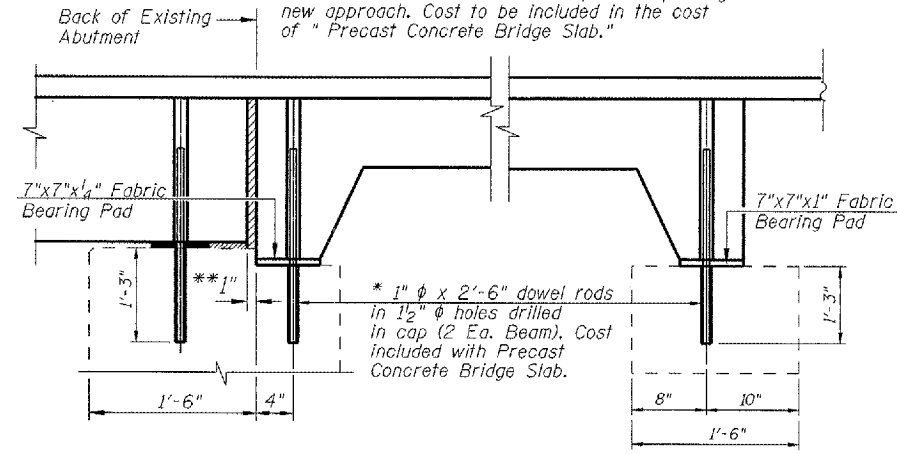 new approach. Cost to be included in the cost
of " Precast Concrete Bridge Slab."
Back of Existing
Abutment
7"x7"x¼" Fabric
Bearing Pad
7"x7"x1" Fabric
Bearing Pad
1'-3"
**1"
* 1" ϕ x 2'-6" dowel rods
in 1½" ϕ holes drilled
in cap (2 Ea. Beam). Cost
included with Precast
Concrete Bridge Slab.
1'-3"
1'-6"
4"
8"
10"
1'-6"